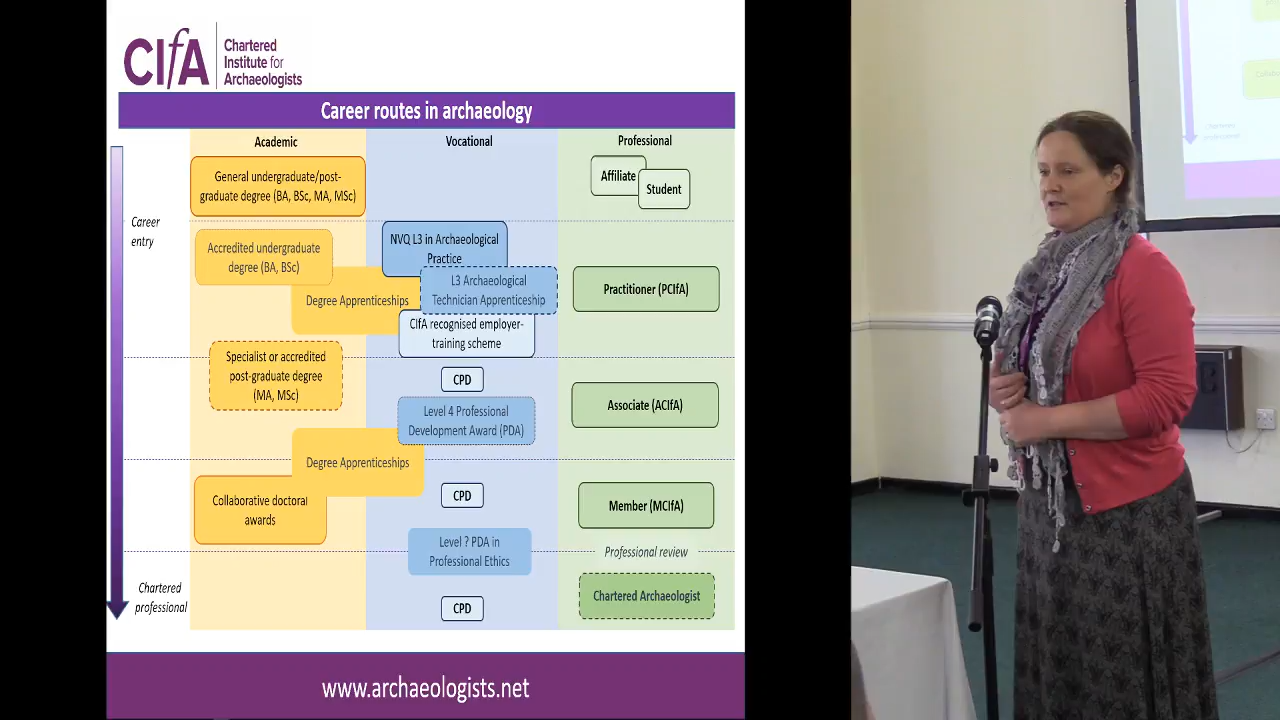 CIfA
Chartered
Institute for
Archaeologists
Career routes in archaeology
Academic
Vocational
Professional
General undergraduate/post-
graduate degree (BA, BSc, MA, MSc)
Affiliate
Student
Career
entry
Accredited undergraduate
degree (BA, BSc)
NVQ L3 in Archaeological
Practice
Degree Apprenticeships
L3 Archaeological
Technician Apprenticeship
Practitioner (PCIfA)
CIfA recognised employer-
training scheme
Specialist or accredited
post-graduate degree
(MA, MSc)
CPD
Level 4 Professional
Development Award (PDA)
Associate (ACIfA)
Degree Apprenticeships
Collaborative doctoral
awards
CPD
Member (MCIfA)
Level ? PDA in
Professional Ethics
Professional review
Chartered
professional
CPD
Chartered Archaeologist
www.archaeologists.net